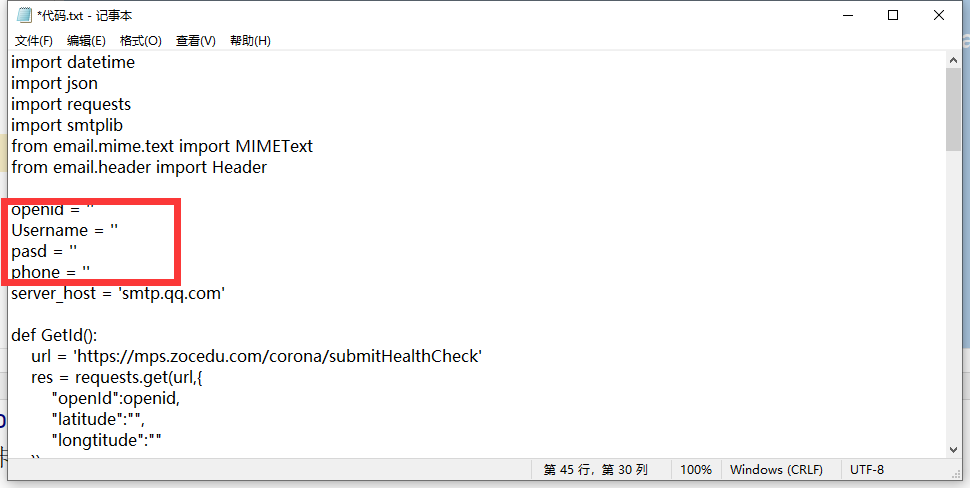 *代码.txt - 记事本
文件(F) 编辑(E) 格式(O) 查看(V) 帮助(H)
import datetime
import json
import requests
import smtplib
from email.mime.text import MIMEText
from email.header import Header
openid = ''
Username = ''
pasd = ''
phone = ''
server_host = 'smtp.qq.com'
def GetId():
url = 'https://mps.zocedu.com/corona/submitHealthCheck'
res = requests.get(url,{
"openId":openid,
"latitude":"",
"longtitude":""
第 45 行，第 30 列 100% Windows (CRLF) UTF-8